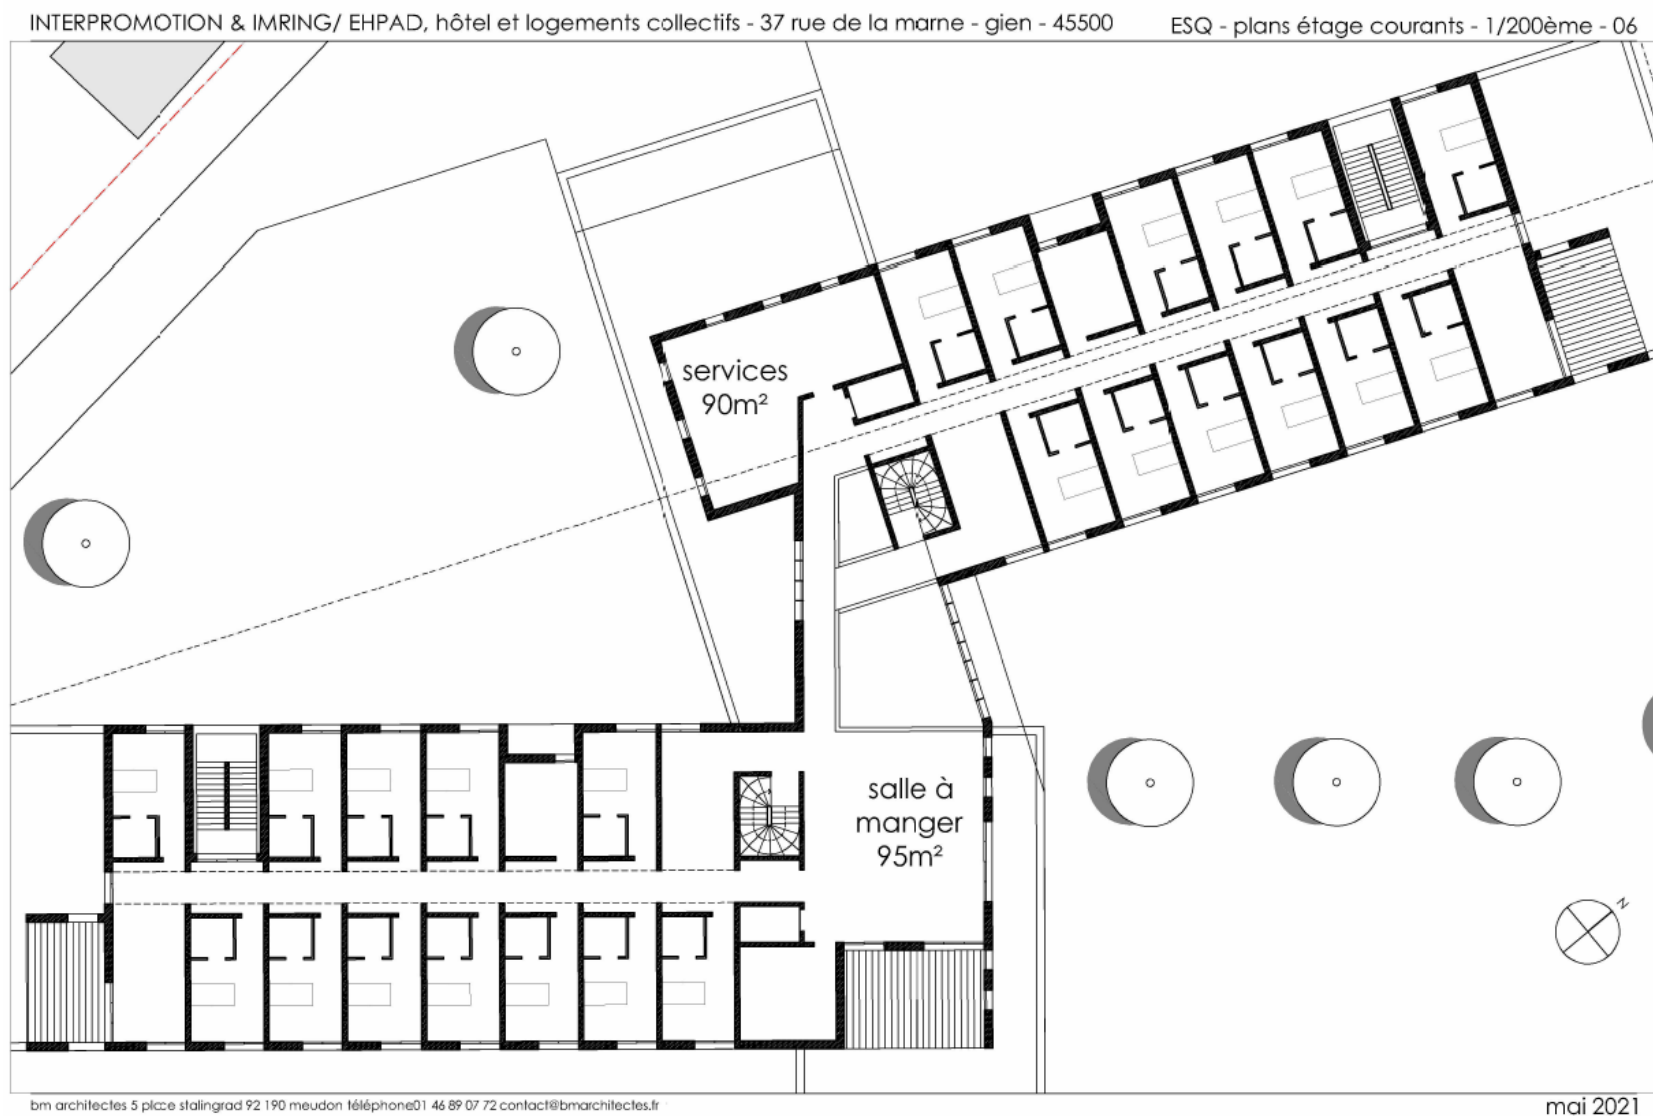 INTERPROMOTION & IMRING/ EHPAD, hôtel et logements collectifs - 37 rue de la marne - gien - 45500
ESQ - plans étage courants - 1/200ème - 06
services
90m²
salle à
manger
95m²
N
bm architectes 5 place stalingrad 92 190 meudon téléphone01 46 89 07 72 contact@bmarchitectes.fr
mai 2021